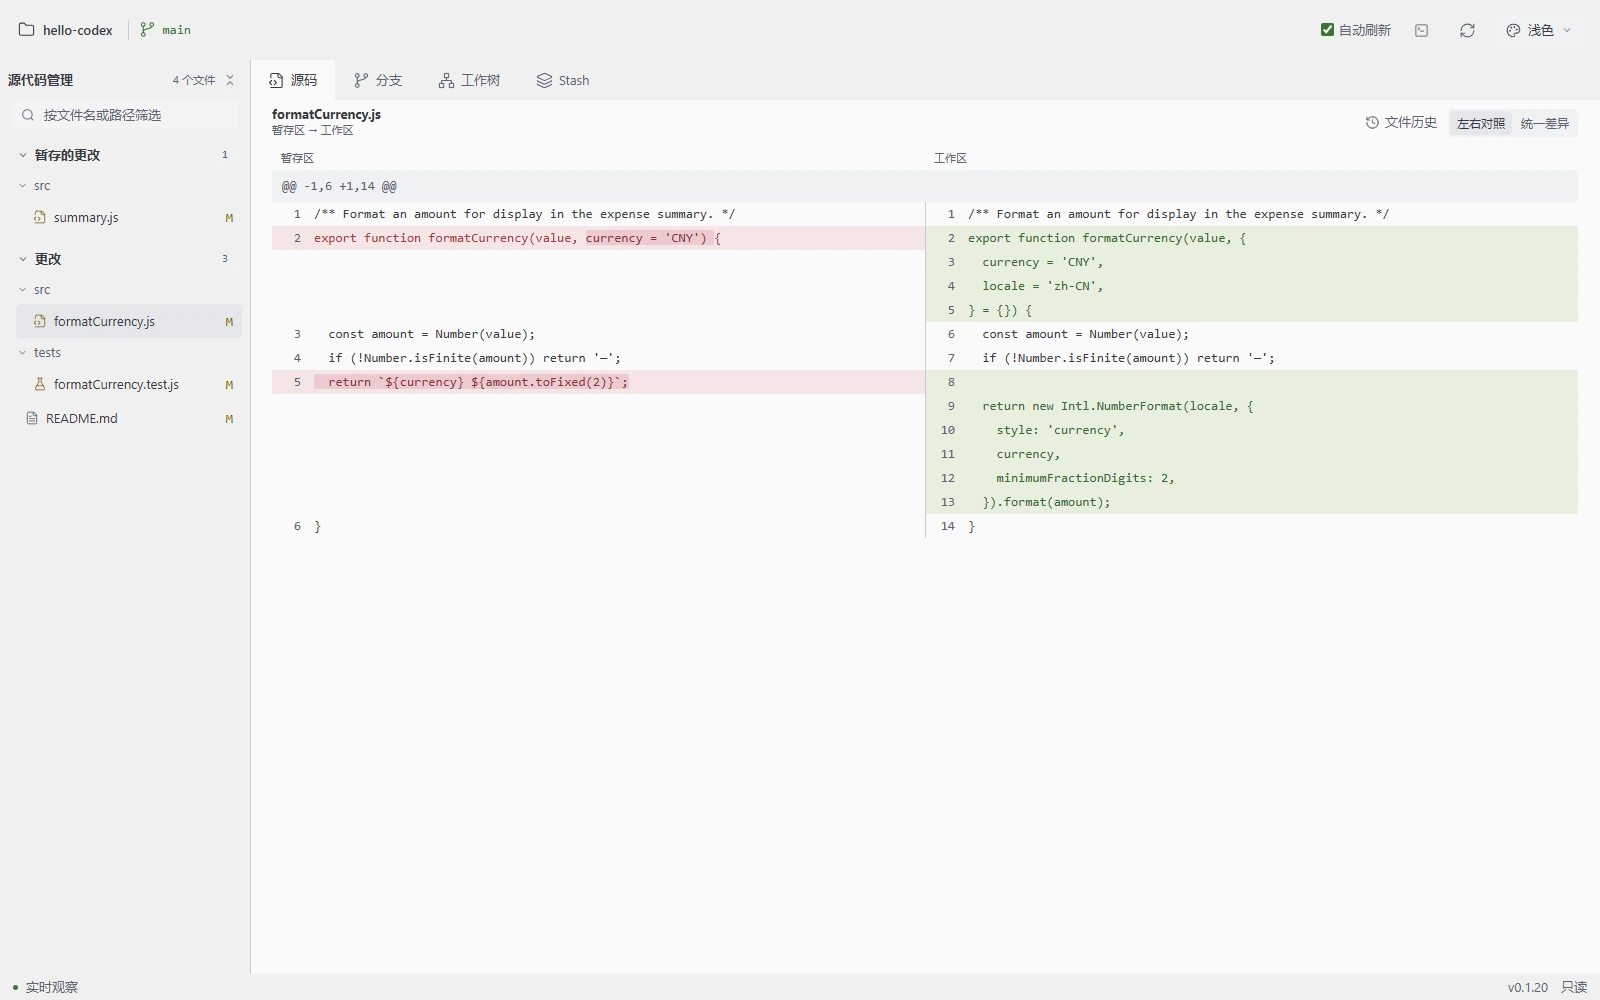 hello-codex main 自动刷新 浅色
源代码管理 4 个文件
按文件名或路径筛选
暂存的更改 1
src
summary.js M
更改 3
src
formatCurrency.js M
tests
formatCurrency.test.js M
README.md M
源码 分支 工作树 Stash
formatCurrency.js
暂存区 → 工作区
文件历史 左右对照 统一差异
暂存区
@@ -1,6 +1,14 @@
1 /** Format an amount for display in the expense summary. */
2 export function formatCurrency(value, currency = 'CNY') {
3   const amount = Number(value);
4   if (!Number.isFinite(amount)) return '—';
5   return `${currency} ${amount.toFixed(2)}`;
6 }
工作区
1 /** Format an amount for display in the expense summary. */
2 export function formatCurrency(value, {
3   currency = 'CNY',
4   locale = 'zh-CN',
5 } = {}) {
6   const amount = Number(value);
7   if (!Number.isFinite(amount)) return '—';
8
9   return new Intl.NumberFormat(locale, {
10     style: 'currency',
11     currency,
12     minimumFractionDigits: 2,
13   }).format(amount);
14 }
实时观察
v0.1.20 只读